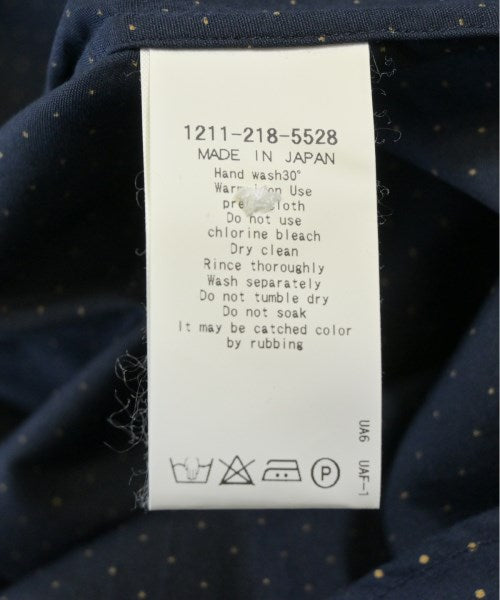 1211-218-5528
MADE IN JAPAN
Hand wash30°
Use
cloth
Do not use
chlorine bleach
Dry clean
Rince thoroughly
Wash separately
Do not tumble dry
Do not soak
It may be catched color
by rubbing
UA6 UAF-1
P